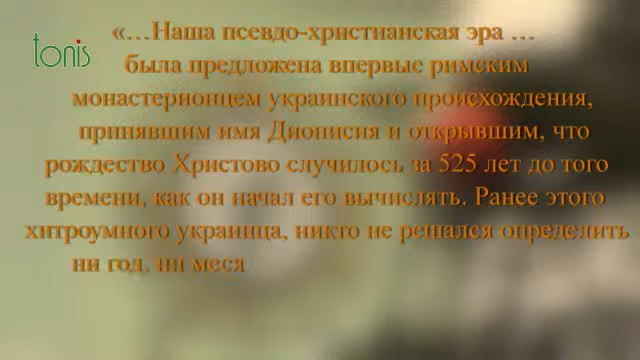 tonis
«…Наша псевдо-христианская эра …
была предложена впервые римским
монастерионцем украинского происхождения,
принявшим имя Дионисия и открывшим, что
рождество Христово случилось за 525 лет до того
времени, как он начал его вычислять. Ранее этого
хитроумного украинца, никто не решался определить
ни год, ни меся